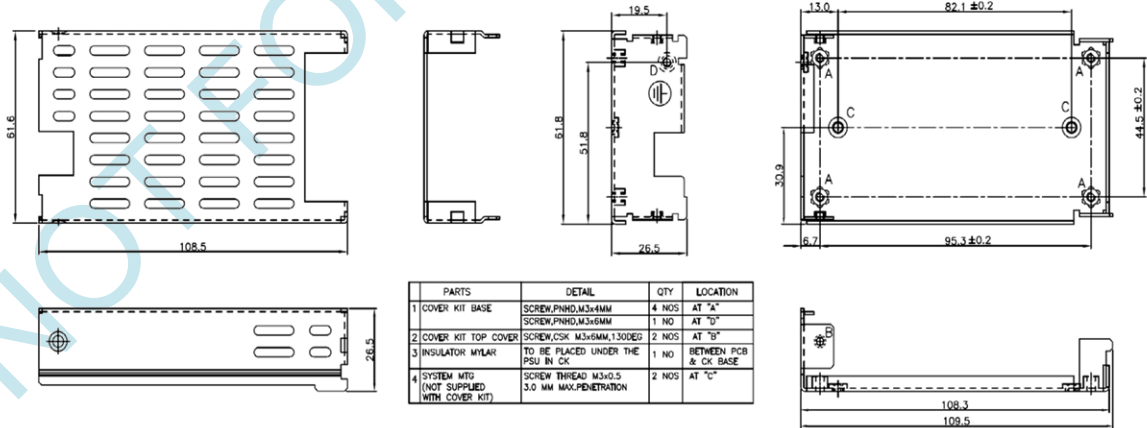 NOT FO
61.6
108.5
26.5
19.5
61.8
51.8
D
26.5
13.0
82.1 ±0.2
A
A
C
C
A
A
44.5 ±0.2
30.9
6.7
95.3 ±0.2
PARTS DETAIL QTY LOCATION
1 COVER KIT BASE SCREW,PNHD,M3x4MM 4 NOS AT "A"
SCREW,PNHD,M3x6MM 1 NO AT "D"
2 COVER KIT TOP COVER SCREW,CSK M3x6MM,130DEG 2 NOS AT "B"
3 INSULATOR MYLAR TO BE PLACED UNDER THE PSU IN CK 1 NO BETWEEN PCB & CK BASE
4 SYSTEM MTG (NOT SUPPLIED WITH COVER KIT) SCREW THREAD M3x0.5 3.0 MM MAX.PENETRATION 2 NOS AT "C"
B
108.3
109.5